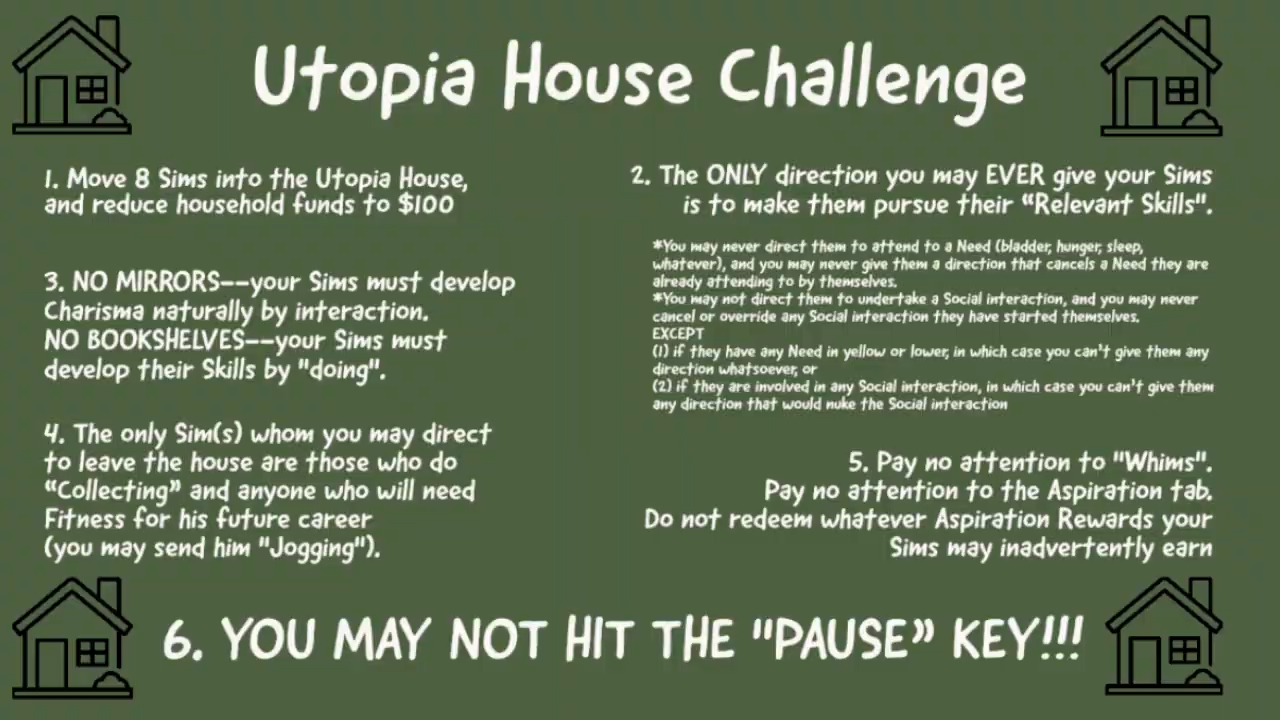 Utopia House Challenge
1. Move 8 Sims into the Utopia House,
and reduce household funds to $100
2. The ONLY direction you may EVER give your Sims
is to make them pursue their “Relevant Skills”.
*You may never direct them to attend to a Need (bladder, hunger, sleep,
whatever), and you may never give them a direction that cancels a Need they are
already attending to by themselves.
*You may not direct them to undertake a Social interaction, and you may never
cancel or override any Social interaction they have started themselves.
EXCEPT
(1) if they have any Need in yellow or lower, in which case you can't give them any
direction whatsoever, or
(2) if they are involved in any Social interaction, in which case you can't give them
any direction that would nuke the Social interaction
3. NO MIRRORS--your Sims must develop
Charisma naturally by interaction.
NO BOOKSHELVES--your Sims must
develop their Skills by "doing".
4. The only Sim(s) whom you may direct
to leave the house are those who do
“Collecting” and anyone who will need
Fitness for his future career
(you may send him "Jogging").
5. Pay no attention to "Whims".
Pay no attention to the Aspiration tab.
Do not redeem whatever Aspiration Rewards your
Sims may inadvertently earn
6. YOU MAY NOT HIT THE "PAUSE” KEY!!!